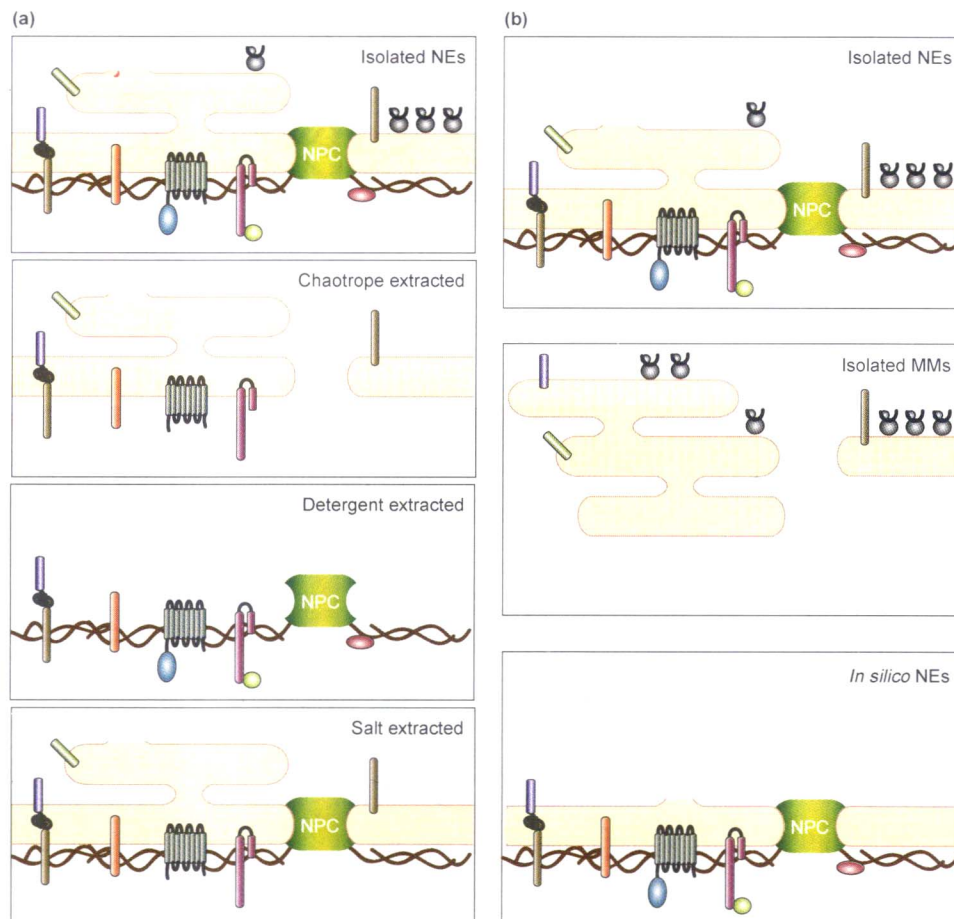 (a)
Isolated NEs
NPC
Chaotrope extracted
Detergent extracted
NPC
Salt extracted
NPC
(b)
Isolated NEs
NPC
Isolated MMs
In silico NEs
NPC